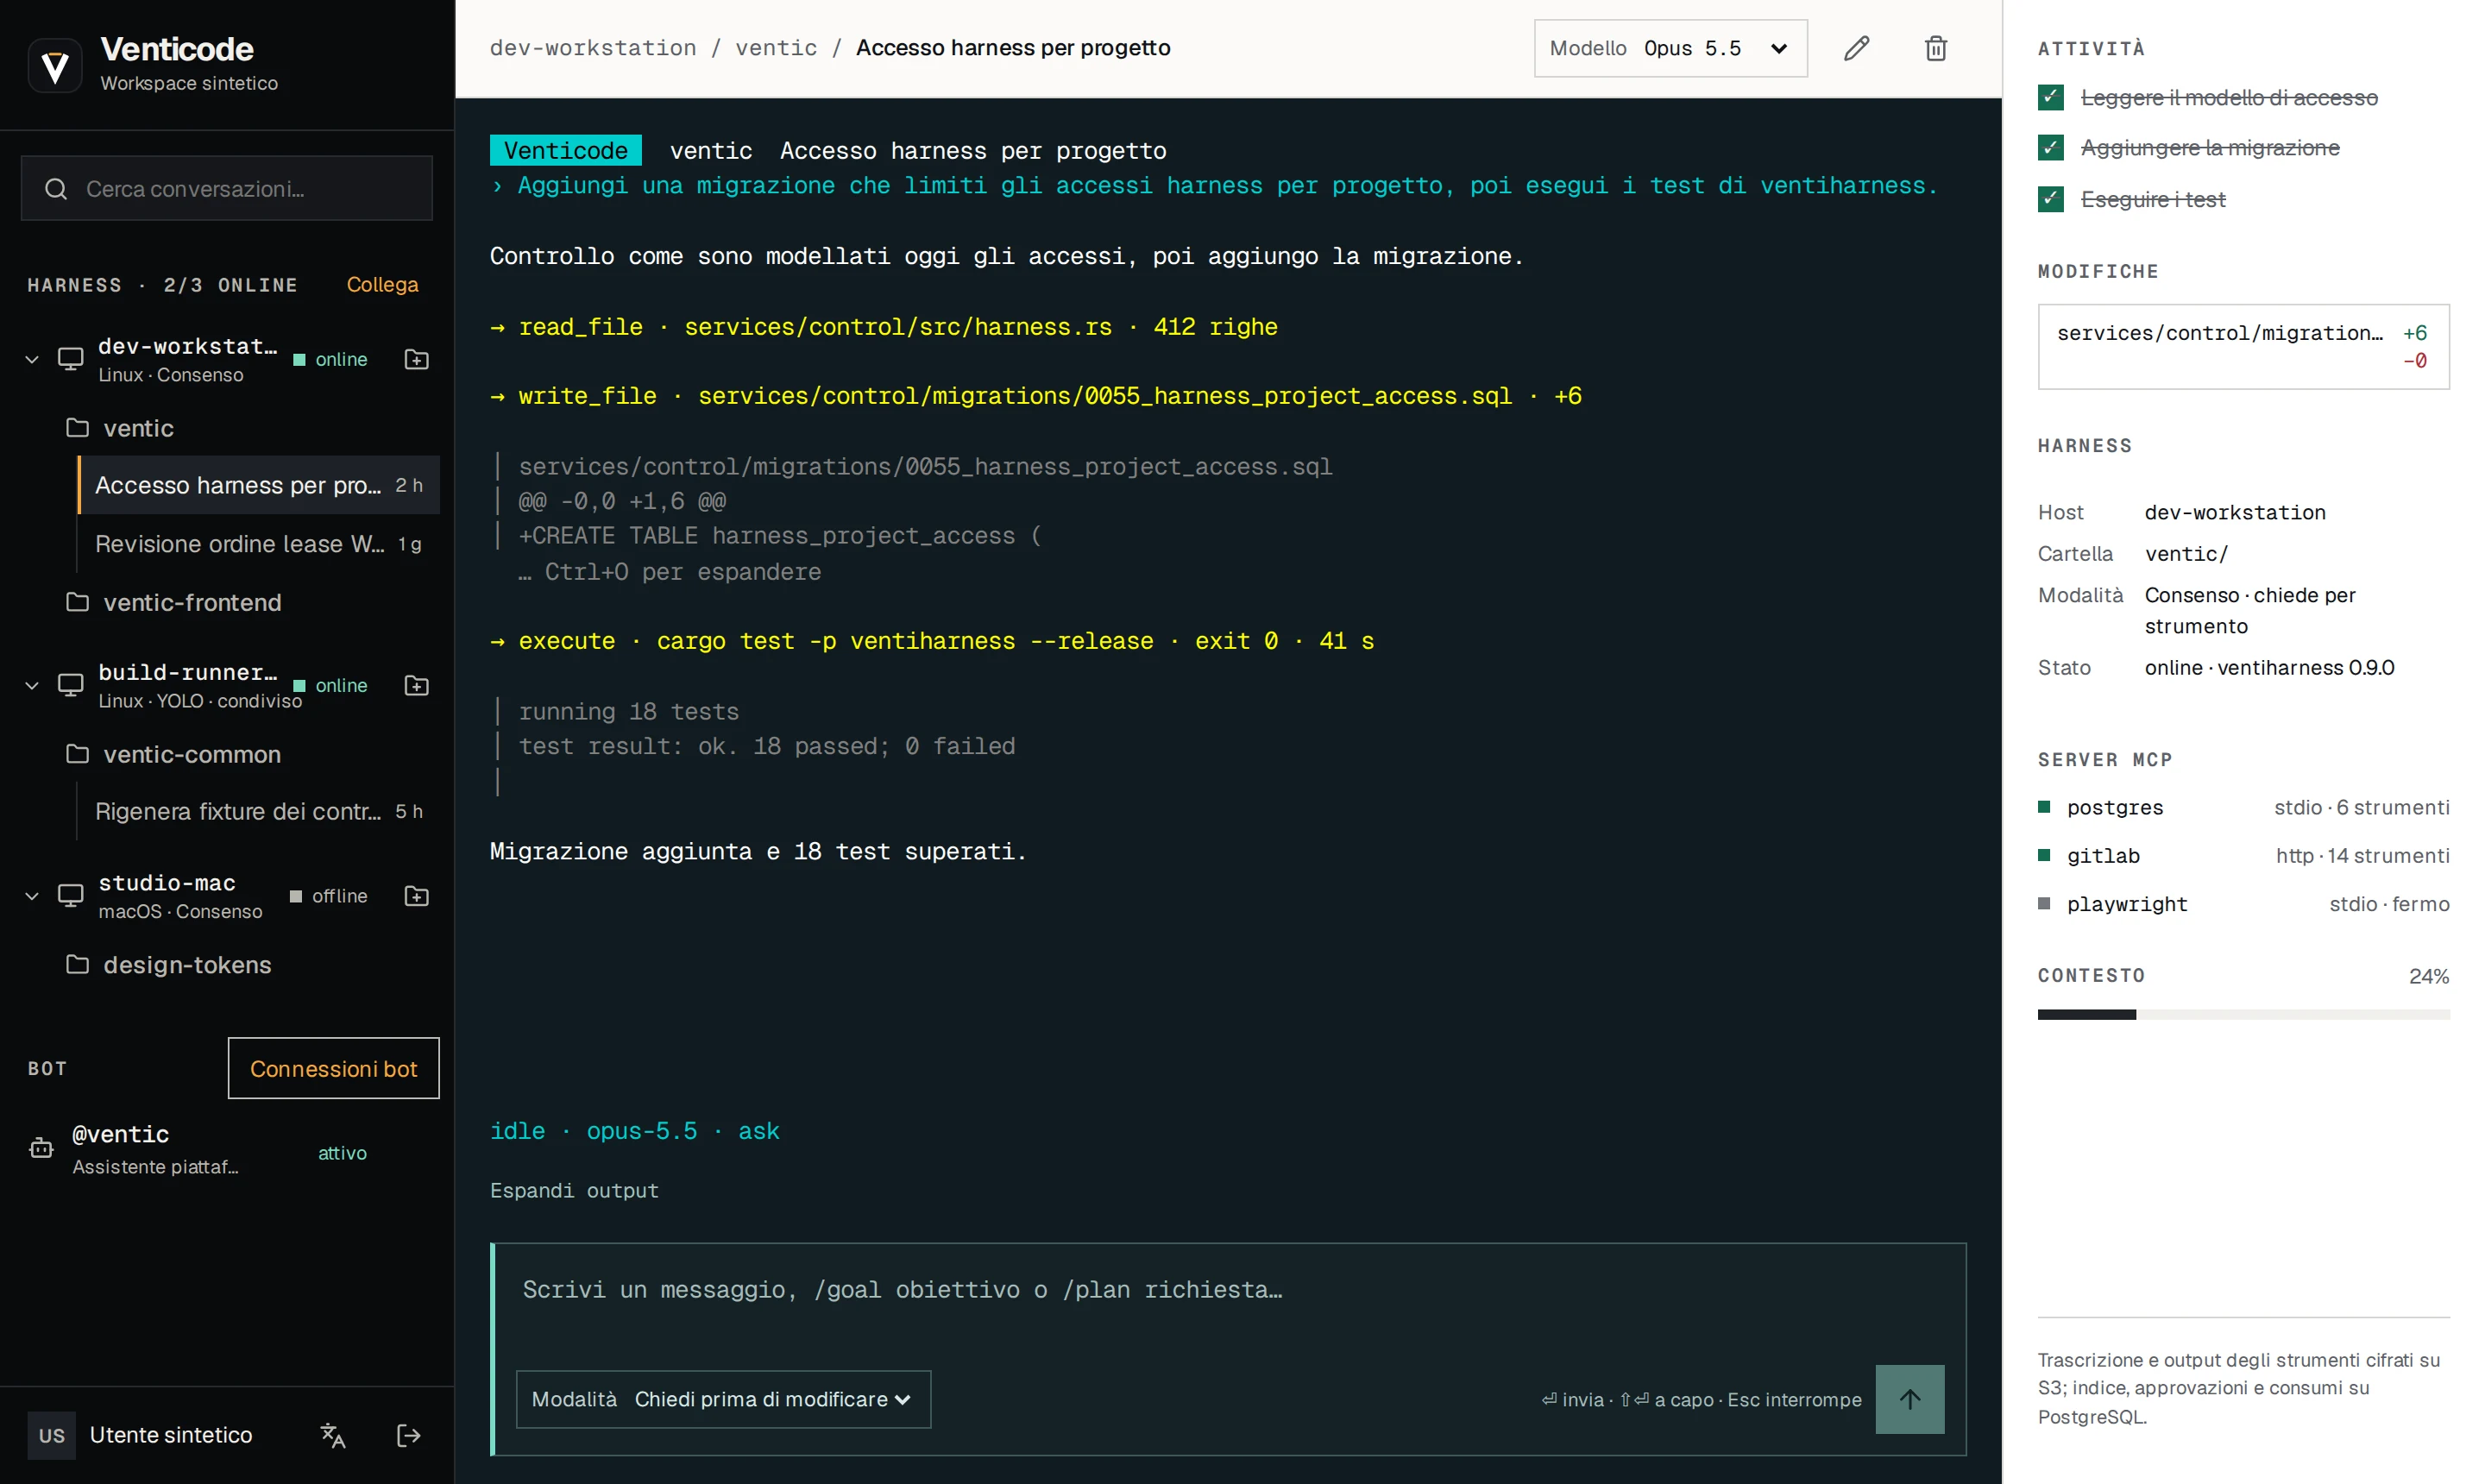 Venticode
Workspace sintetico
Cerca conversazioni…
HARNESS · 2/3 ONLINE
Collega
dev-workstat…
online
Linux · Consenso
ventic
Accesso harness per pro… 2 h
Revisione ordine lease W… 1 g
ventic-frontend
build-runner…
online
Linux · YOLO · condiviso
ventic-common
Rigenera fixture dei contr… 5 h
studio-mac
offline
macOS · Consenso
design-tokens
BOT
Connessioni bot
@ventic
Assistente piattaf…
attivo
US Utente sintetico
dev-workstation / ventic / Accesso harness per progetto
Modello Opus 5.5
Venticode ventic Accesso harness per progetto
› Aggiungi una migrazione che limiti gli accessi harness per progetto, poi esegui i test di ventiharness.
Controllo come sono modellati oggi gli accessi, poi aggiungo la migrazione.
→ read_file · services/control/src/harness.rs · 412 righe
→ write_file · services/control/migrations/0055_harness_project_access.sql · +6
│ services/control/migrations/0055_harness_project_access.sql
│ @@ -0,0 +1,6 @@
│ +CREATE TABLE harness_project_access (
… Ctrl+O per espandere
→ execute · cargo test -p ventiharness --release · exit 0 · 41 s
│ running 18 tests
│ test result: ok. 18 passed; 0 failed
│
Migrazione aggiunta e 18 test superati.
idle · opus-5.5 · ask
Espandi output
Scrivi un messaggio, /goal obiettivo o /plan richiesta…
Modalità Chiedi prima di modificare
⏎ invia · ⇧⏎ a capo · Esc interrompe
ATTIVITÀ
Leggere il modello di accesso
Aggiungere la migrazione
Eseguire i test
MODIFICHE
services/control/migration… +6
−0
HARNESS
Host dev-workstation
Cartella ventic/
Modalità Consenso · chiede per
strumento
Stato online · ventiharness 0.9.0
SERVER MCP
postgres stdio · 6 strumenti
gitlab http · 14 strumenti
playwright stdio · fermo
CONTESTO 24%
Trascrizione e output degli strumenti cifrati su
S3; indice, approvazioni e consumi su
PostgreSQL.